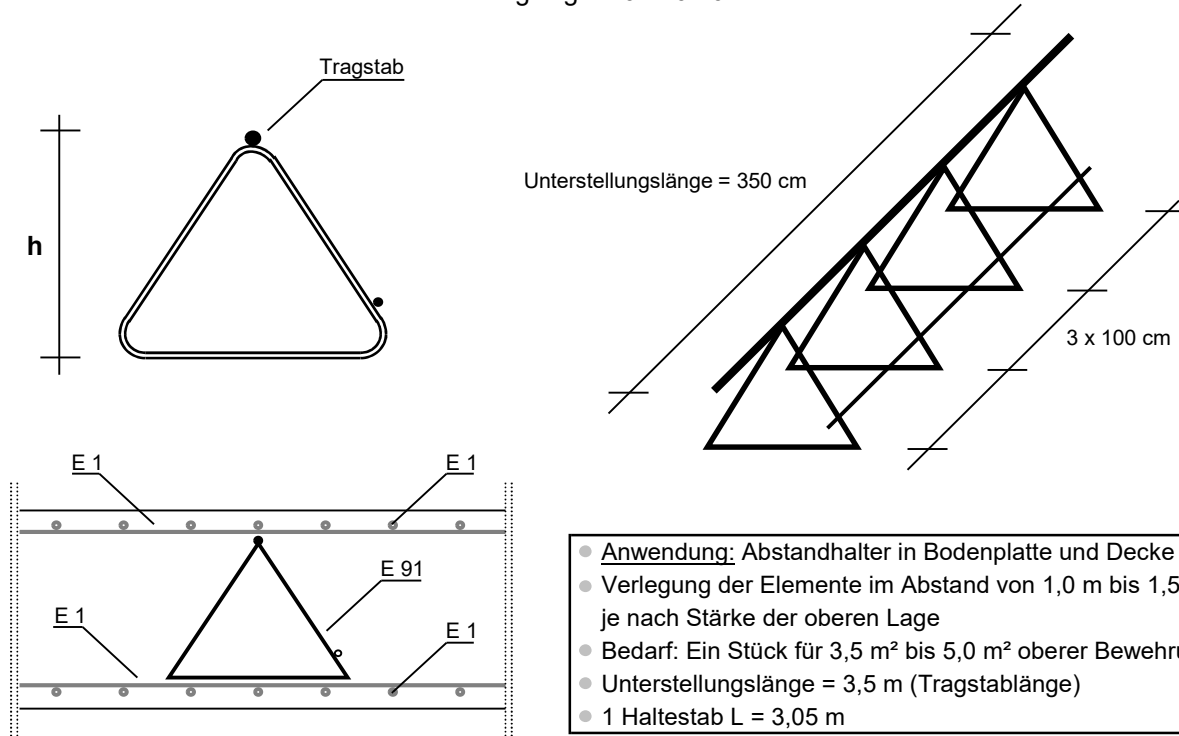 Tragstab
h
Unterstellungslänge = 350 cm
3 x 100 cm
E 1
E 1
E 91
E 1
E 1
Anwendung: Abstandhalter in Bodenplatte und Decke
Verlegung der Elemente im Abstand von 1,0 m bis 1,5
je nach Stärke der oberen Lage
Bedarf: Ein Stück für 3,5 m² bis 5,0 m² oberer
Unterstellungslänge = 3,5 m (Tragstablänge)
1 Haltestab L = 3,05 m